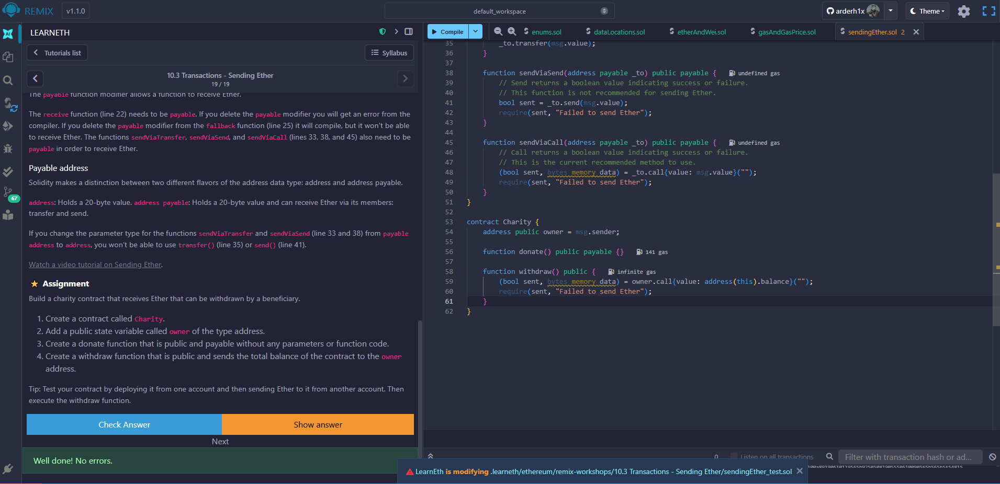 REMIX
v1.1.0
default_workspace
arderh1x
Theme
LEARNETH
Tutorials list
Syllabus
10.3 Transactions - Sending Ether
19 / 19
The payable function modifier allows a function to receive Ether.
The receive function (line 22) needs to be payable. If you delete the payable modifier you will get an error from the
compiler. If you delete the payable modifier from the fallback function (line 25) it will compile, but it won't be able
to receive Ether. The functions sendViaTransfer, sendViaSend, and sendViaCall (lines 33, 38, and 45) also need to be
payable in order to receive Ether.
Payable address
Solidity makes a distinction between two different flavors of the address data type: address and address payable.
address: Holds a 20-byte value. address payable: Holds a 20-byte value and can receive Ether via its members:
transfer and send.
If you change the parameter type for the functions sendViaTransfer and sendViaSend (line 33 and 38) from payable
address to address, you won't be able to use transfer() (line 35) or send() (line 41).
Watch a video tutorial on Sending Ether.
Assignment
Build a charity contract that receives Ether that can be withdrawn by a beneficiary.
1. Create a contract called Charity.
2. Add a public state variable called owner of the type address.
3. Create a donate function that is public and payable without any parameters or function code.
4. Create a withdraw function that is public and sends the total balance of the contract to the owner
address.
Tip: Test your contract by deploying it from one account and then sending Ether to it from another account. Then
execute the withdraw function.
Check Answer
Show answer
Next
Well done! No errors.
AI
67
Compile
enums.sol
dataLocations.sol
etherAndWei.sol
gasAndGasPrice.sol
sendingEther.sol 2
35 _to.transfer(msg.value);
36 }
37
38 function sendViaSend(address payable _to) public payable { undefined gas
39 // Send returns a boolean value indicating success or failure.
40 // This function is not recommended for sending Ether.
41 bool sent = _to.send(msg.value);
42 require(sent, "Failed to send Ether");
43 }
44
45 function sendViaCall(address payable _to) public payable { undefined gas
46 // Call returns a boolean value indicating success or failure.
47 // This is the current recommended method to use.
48 (bool sent, bytes memory data) = _to.call{value: msg.value}("");
49 require(sent, "Failed to send Ether");
50 }
51 }
52
53 contract Charity {
54 address public owner = msg.sender;
55
56 function donate() public payable {} 141 gas
57
58 function withdraw() public { infinite gas
59 (bool sent, bytes memory data) = owner.call{value: address(this).balance}("");
60 require(sent, "Failed to send Ether");
61 }
62 }
0
Listen on all transactions
Filter with transaction hash or ad...
LearnEth is modifying .learneth/ethereum/remix-workshops/10.3 Transactions - Sending Ether/sendingEther_test.sol